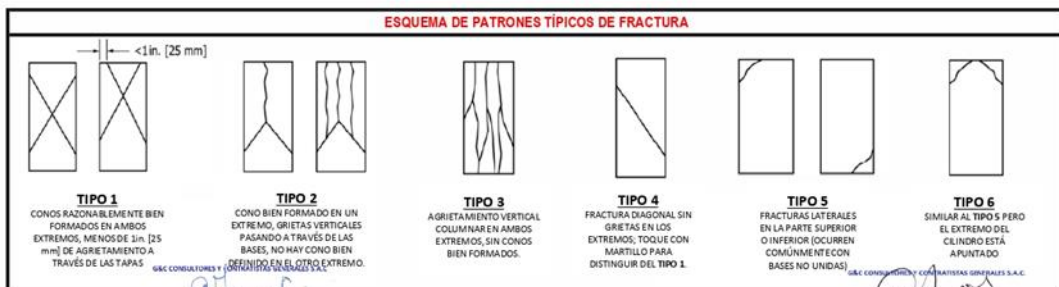 ESQUEMA DE PATRONES TÍPICOS DE FRACTURA
<1in. [25 mm]
TIPO 1
CONOS RAZONABLEMENTE BIEN
FORMADOS EN AMBOS
EXTREMOS, MENOS DE 1in. [25
mm] DE AGRIETAMIENTO A
TRAVÉS DE LAS TAPAS
TIPO 2
CONO BIEN FORMADO EN UN
EXTREMO, GRIETAS VERTICALES
PASANDO A TRAVÉS DE LAS
BASES, NO HAY CONO BIEN
DEFINIDO EN EL OTRO EXTREMO.
TIPO 3
AGRIETAMIENTO VERTICAL
COLUMNAR EN AMBOS
EXTREMOS, SIN CONOS
BIEN FORMADOS.
TIPO 4
FRACTURA DIAGONAL SIN
GRIETAS EN LOS
EXTREMOS; TOQUE CON
MARTILLO PARA
DISTINGUIR DEL TIPO 1.
TIPO 5
FRACTURAS LATERALES
EN LA PARTE SUPERIOR
O INFERIOR (OCURREN
COMÚNMENTE CON
BASES NO UNIDAS)
TIPO 6
SIMILAR AL TIPO 5 PERO
EL EXTREMO DEL
CILINDRO ESTÁ
APUNTADO
G&C CONSULTORES Y CONTRATISTAS GENERALES S.A.C.
G&C CONSULTORES Y CONTRATISTAS GENERALES S.A.C.